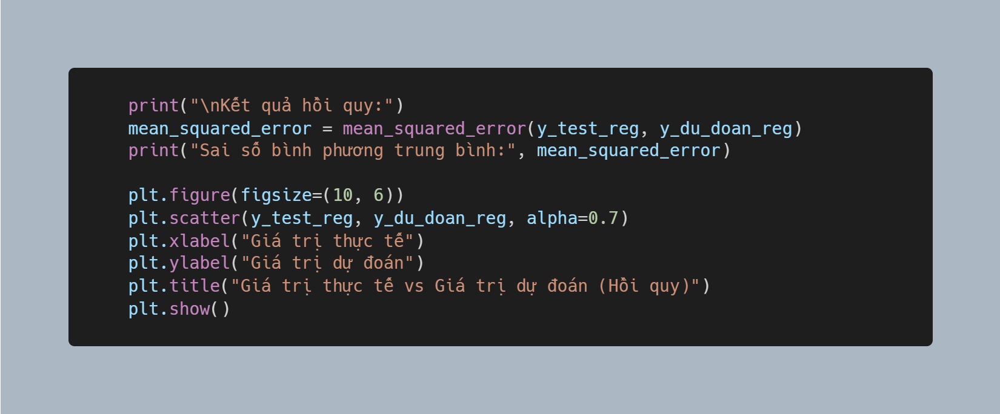 print("\nKết quả hồi quy:")
mean_squared_error = mean_squared_error(y_test_reg, y_du_doan_reg)
print("Sai số bình phương trung bình:", mean_squared_error)
plt.figure(figsize=(10, 6))
plt.scatter(y_test_reg, y_du_doan_reg, alpha=0.7)
plt.xlabel("Giá trị thực tế")
plt.ylabel("Giá trị dự đoán")
plt.title("Giá trị thực tế vs Giá trị dự đoán (Hồi quy)")
plt.show()